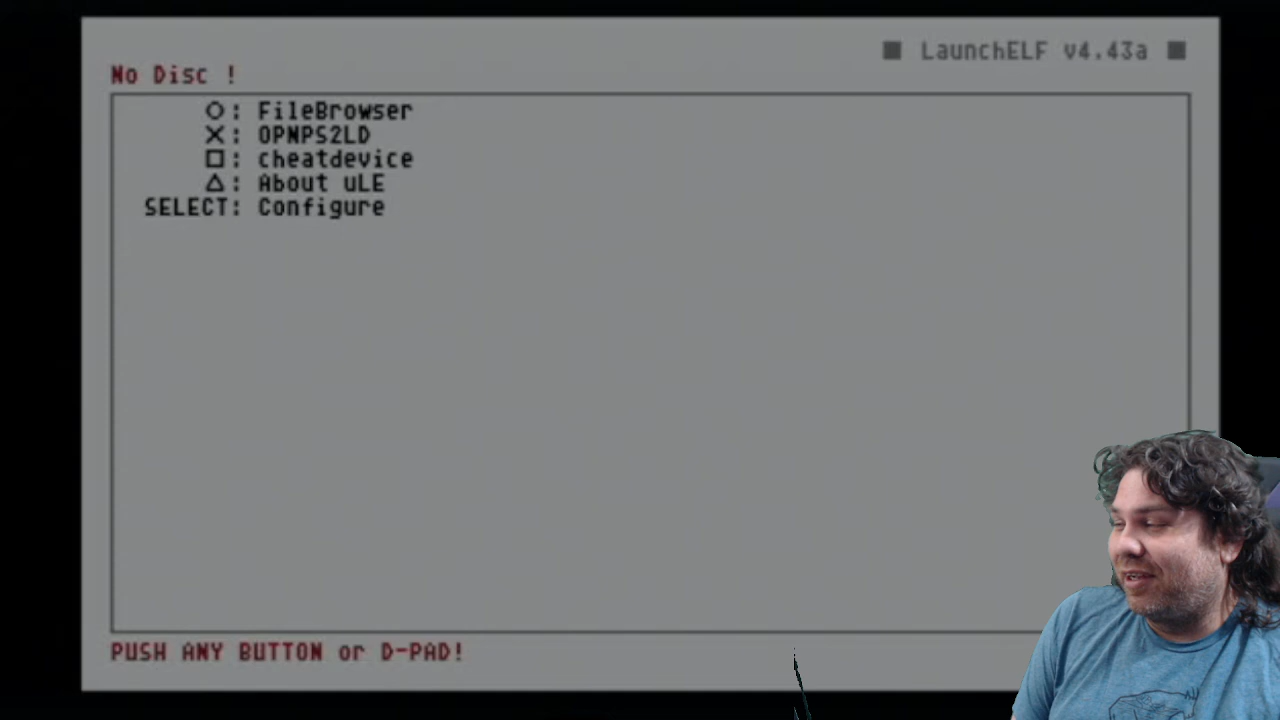 ■ LaunchELF v4.43a ■
No Disc !
○: FileBrowser
✕: OPNPS2LD
□: cheatdevice
△: About uLE
SELECT: Configure
PUSH ANY BUTTON or D-PAD!